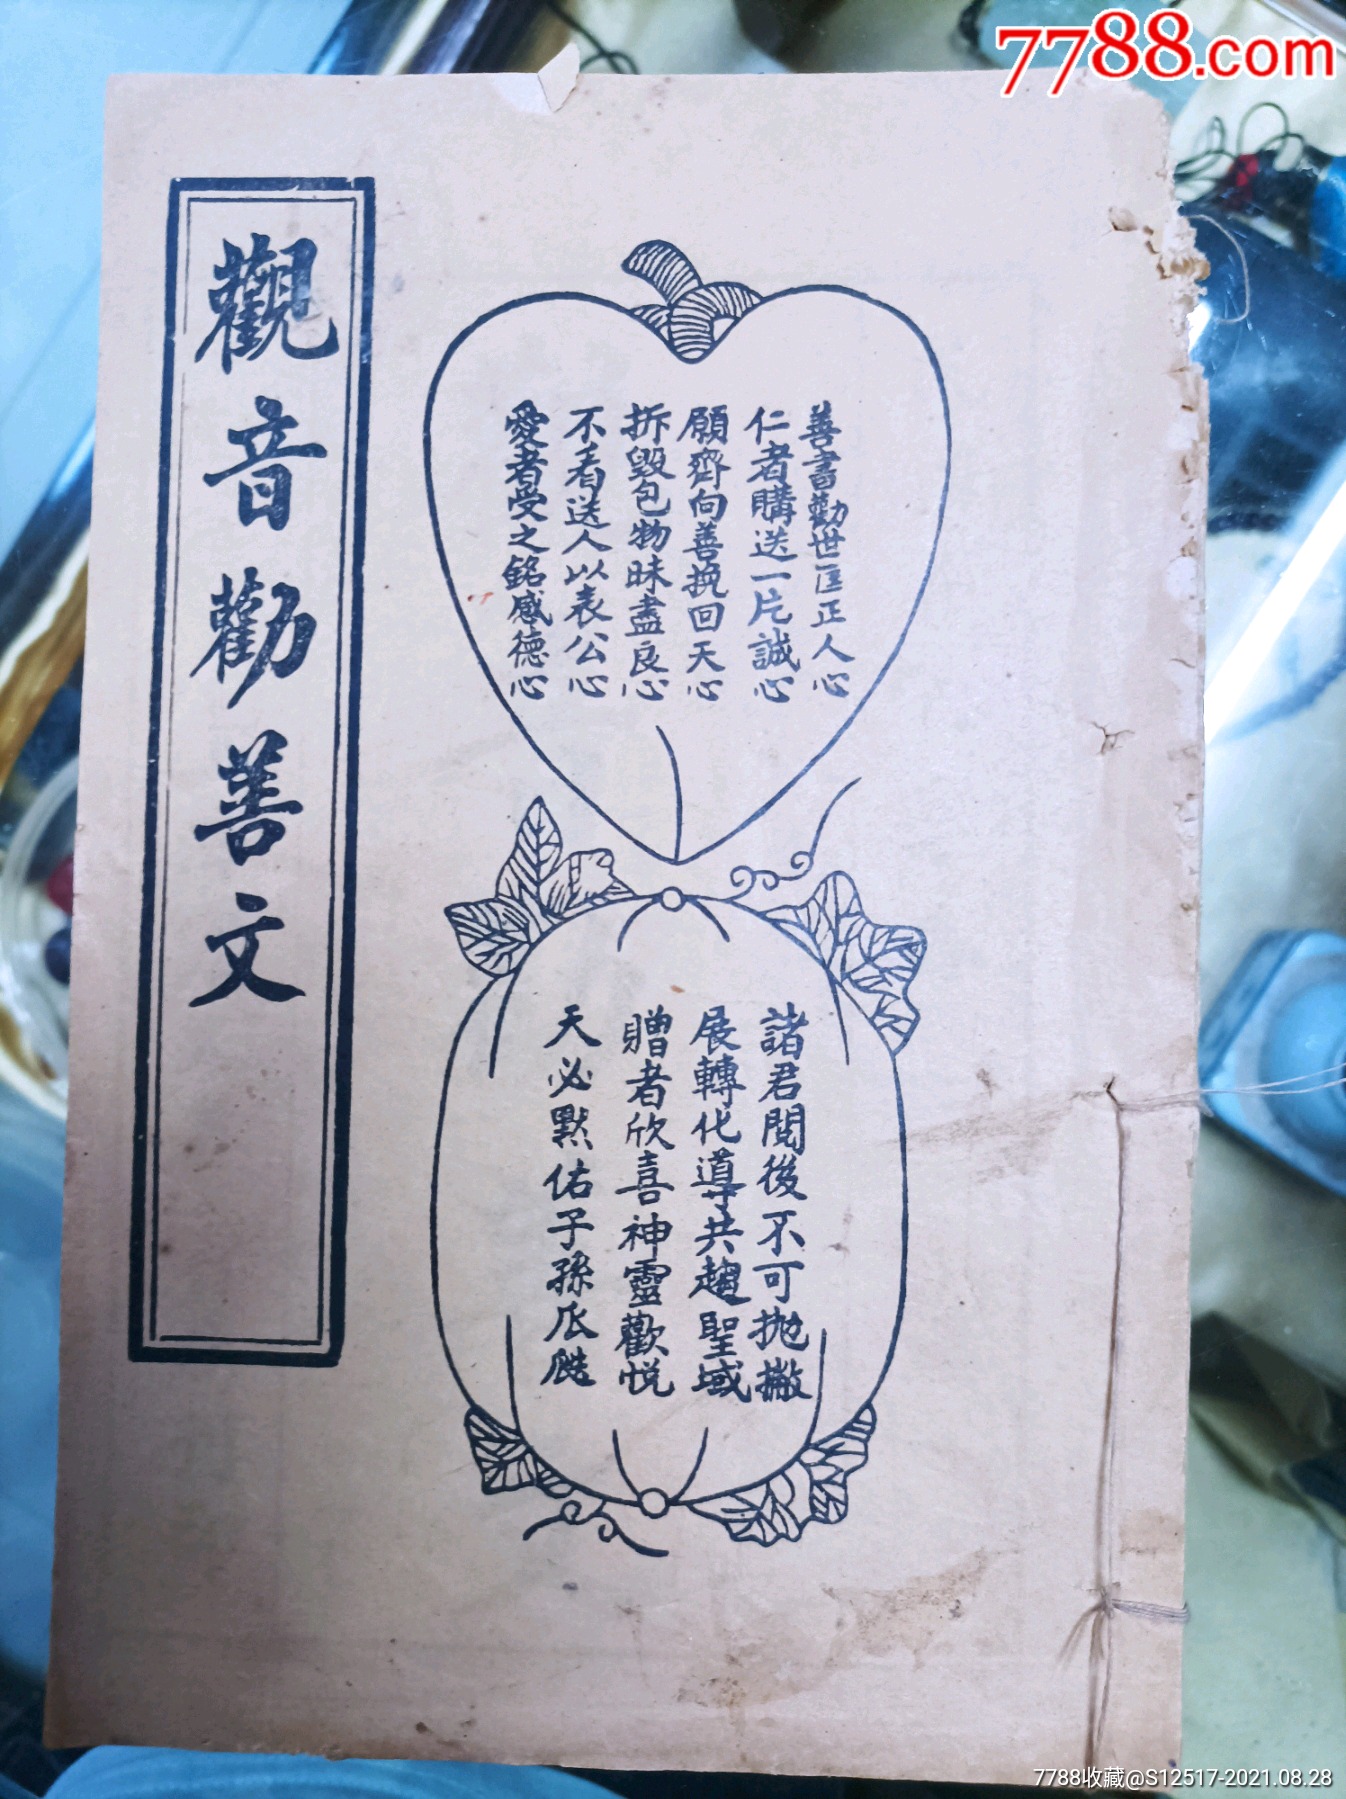 7788.com
善書勸世匡正人心
仁者購送一片誠心
願齊向善挽回天心
拆毀包物昧盡良心
不看送人以表公心
愛者受之銘感德心
諸君閱後不可拋撇
展轉化導共趨聖域
贈者欣喜神靈歡悅
天必默佑子孫瓜瓞
觀音勸善文
7788收藏@S12517-2021.08.28